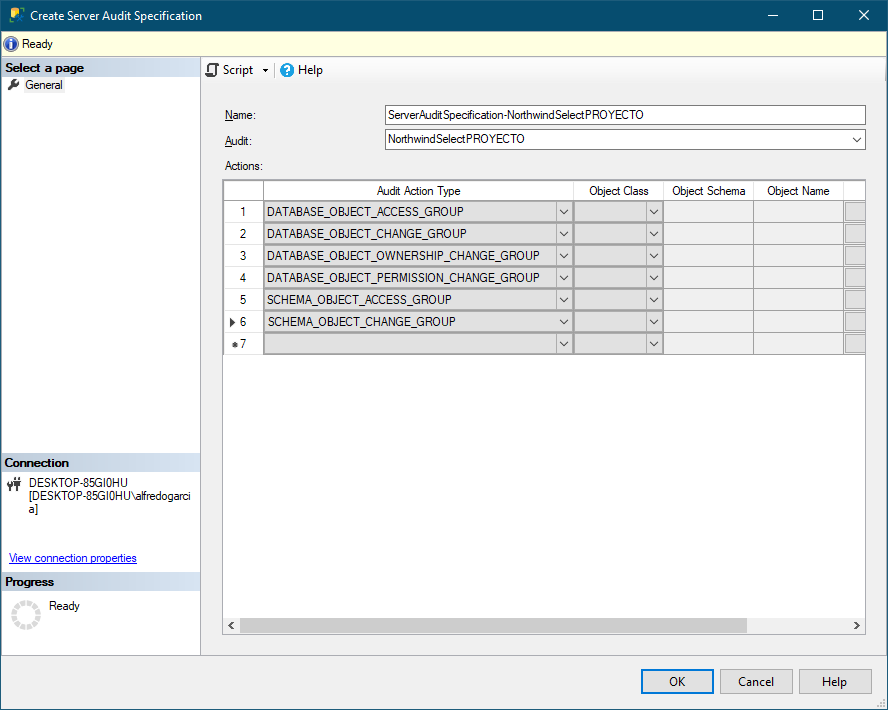 Create Server Audit Specification
Ready
Select a page
General
Script
Help
Name:
ServerAuditSpecification-NorthwindSelectPROYECTO
Audit:
NorthwindSelectPROYECTO
Actions:
Audit Action Type Object Class Object Schema Object Name
1 DATABASE_OBJECT_ACCESS_GROUP
2 DATABASE_OBJECT_CHANGE_GROUP
3 DATABASE_OBJECT_OWNERSHIP_CHANGE_GROUP
4 DATABASE_OBJECT_PERMISSION_CHANGE_GROUP
5 SCHEMA_OBJECT_ACCESS_GROUP
6 SCHEMA_OBJECT_CHANGE_GROUP
7
Connection
DESKTOP-85GI0HU
[DESKTOP-85GI0HU\alfredogarci
a]
View connection properties
Progress
Ready
OK
Cancel
Help